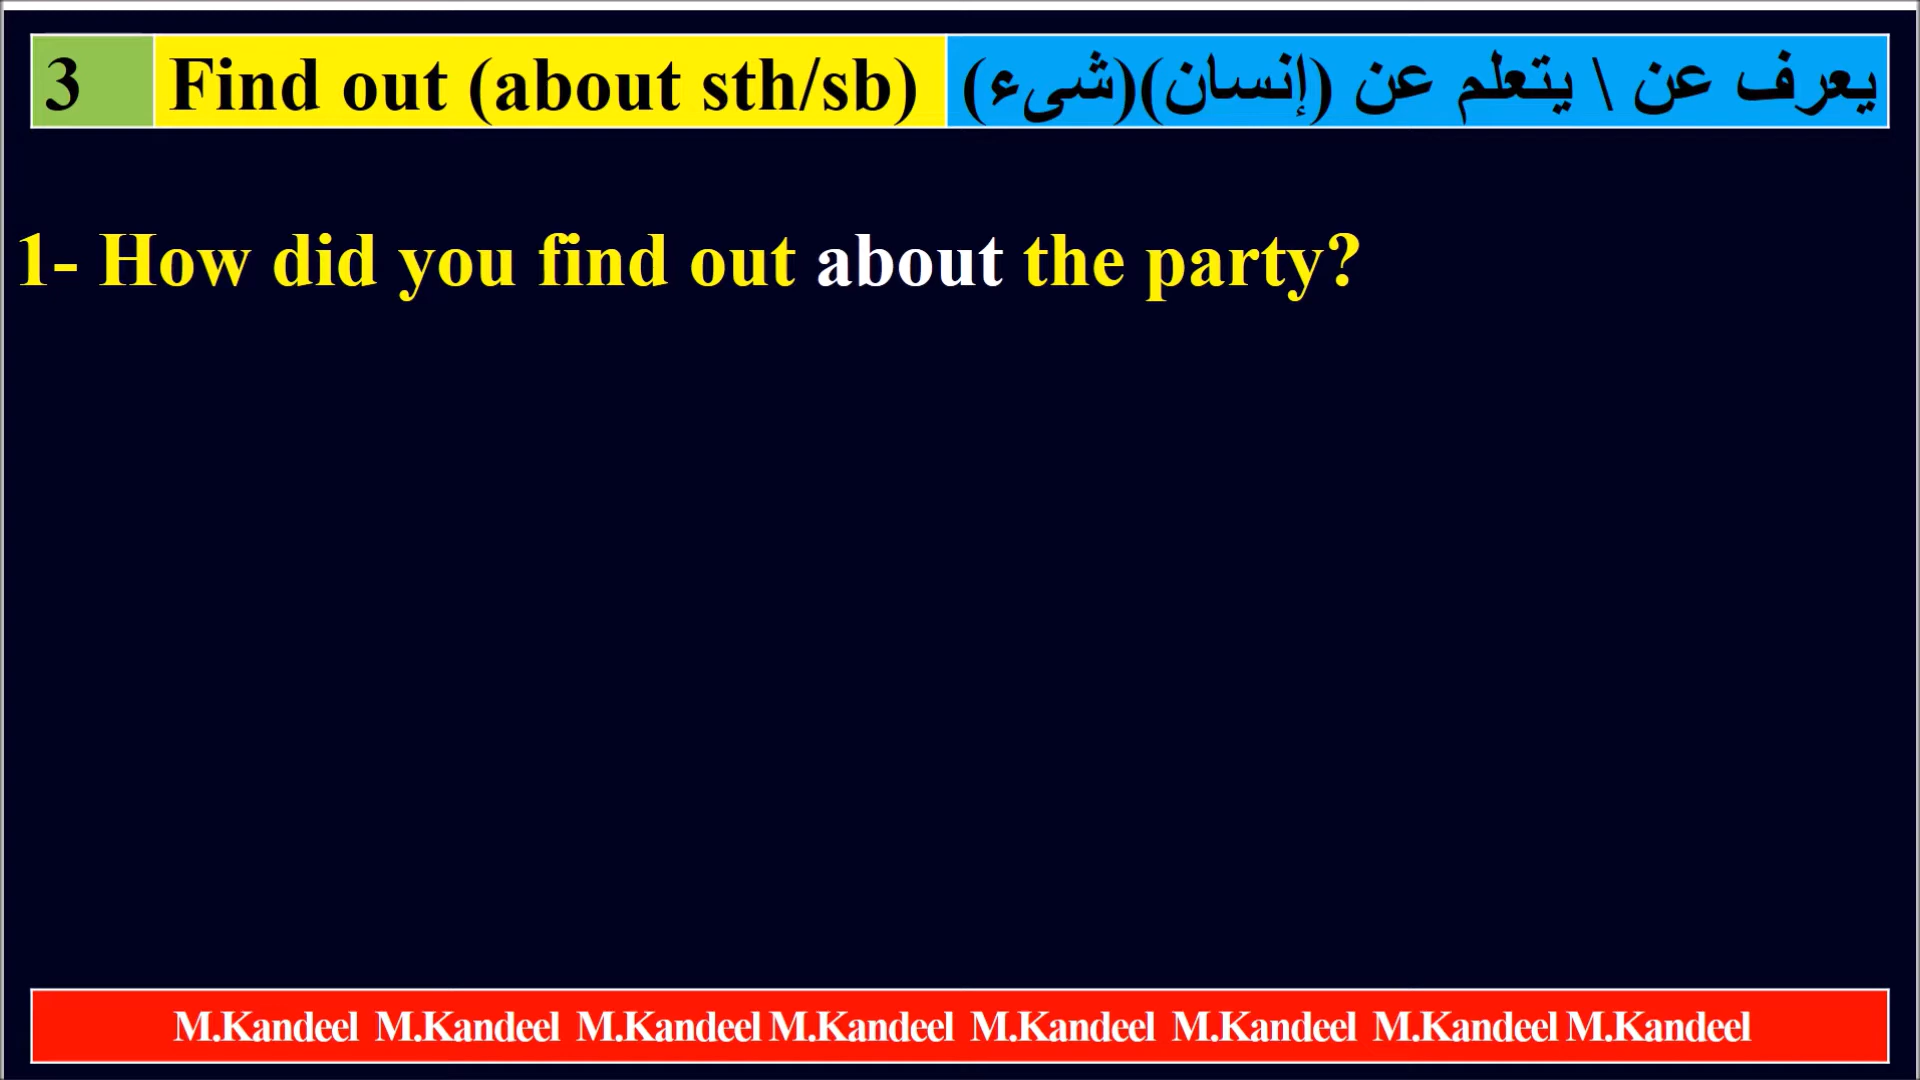 3 Find out (about sth/sb) يعرف عن \ يتعلم عن (إنسان)(شىء)
1- How did you find out about the party?
M.Kandeel M.Kandeel M.Kandeel M.Kandeel M.Kandeel M.Kandeel M.Kandeel M.Kandeel